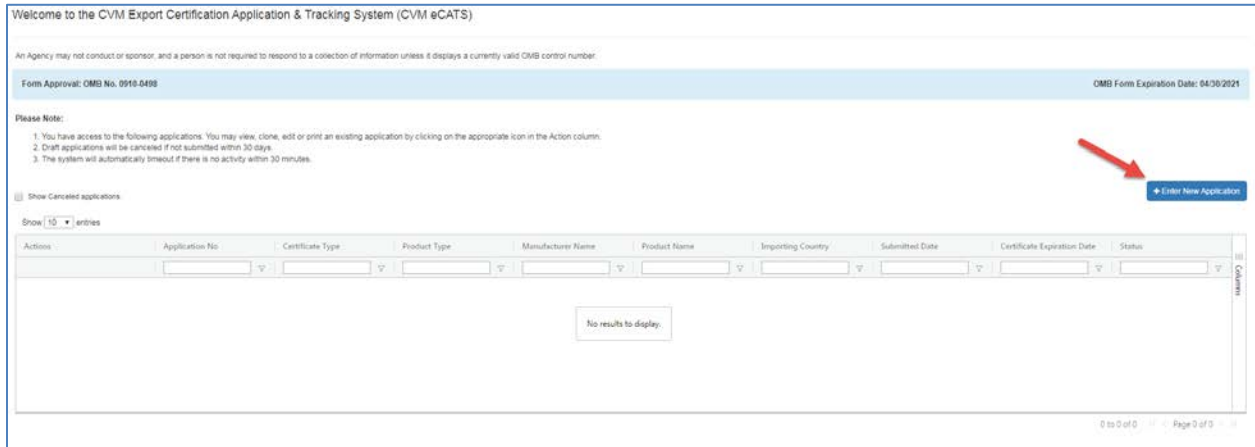 Welcome to the CVM Export Certification Application & Tracking System (CVM eCATS)
An Agency may not conduct or sponsor, and a person is not required to respond to a collection of information unless it displays a currently valid OMB control number.
Form Approval: OMB No. 0910-0498 OMB Form Expiration Date: 04/30/2021
Please Note:
1. You have access to the following applications. You may view, clone, edit or print an existing application by clicking on the appropriate icon in the Action column.
2. Draft applications will be canceled if not submitted within 30 days.
3. The system will automatically timeout if there is no activity within 30 minutes.
+ Enter New Application
Show Canceled applications.
Show 10 entries
Actions Application No Certificate Type Product Type Manufacturer Name Product Name Importing Country Submitted Date Certificate Expiration Date Status
Columns
No results to display.
0 to 0 of 0 Page 0 of 0